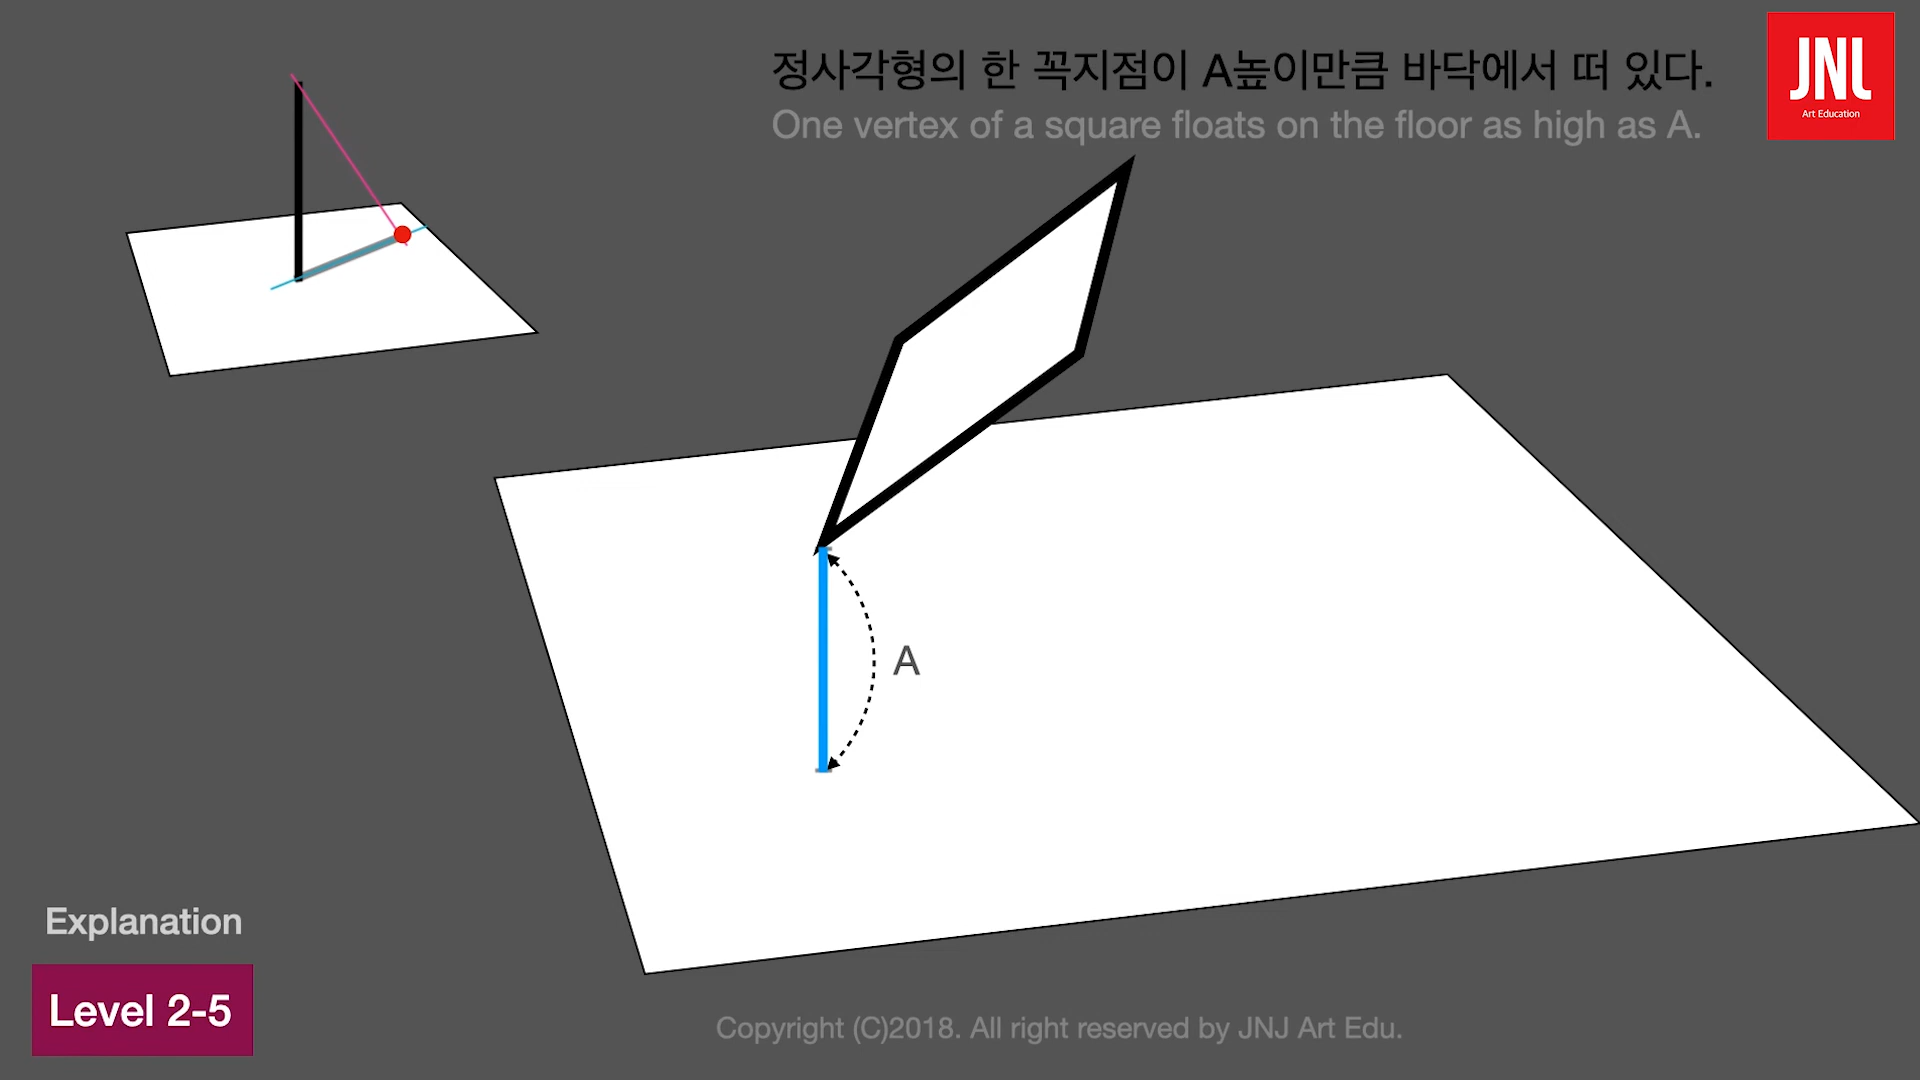 정사각형의 한 꼭지점이 A높이만큼 바닥에서 떠 있다.
One vertex of a square floats on the floor as high as A.
JNL
Art Education
A
Explanation
Level 2-5
Copyright (C)2018. All right reserved by JNJ Art Edu.